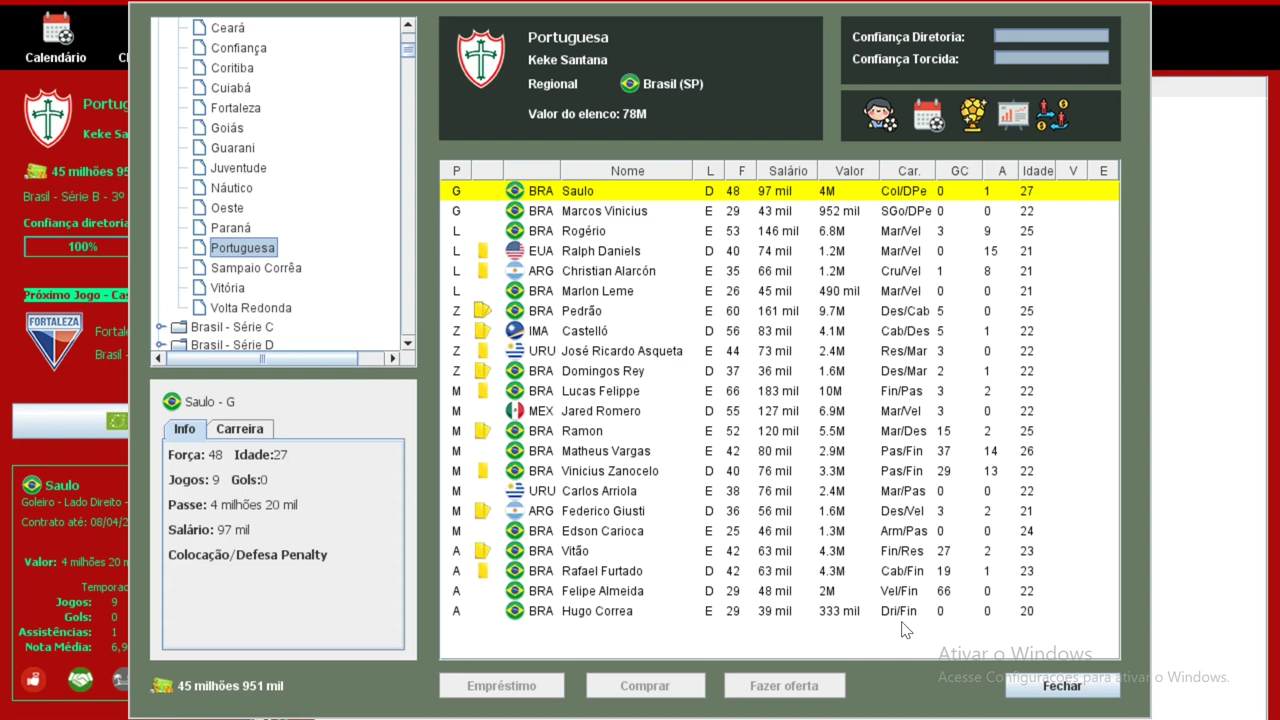 Calendário
Portug
Keke Sa
45 milhões 95
Brasil - Série B - 3º
Confiança diretoria
100%
Próximo Jogo - Cas
FORTALEZA
Fortale
Brasil -
Saulo
Goleiro - Lado Direito -
Contrato até: 08/04/2
Valor: 4 milhões 20 m
Temporad
Jogos: 9
Gols: 0
Assistências: 1
Nota Média: 6,9
Ceará
Confiança
Coritiba
Cuiabá
Fortaleza
Goiás
Guarani
Juventude
Náutico
Oeste
Paraná
Portuguesa
Sampaio Corrêa
Vitória
Volta Redonda
Brasil - Série C
Brasil - Série D
Saulo - G
Info Carreira
Força: 48 Idade:27
Jogos: 9 Gols:0
Passe: 4 milhões 20 mil
Salário: 97 mil
Colocação/Defesa Penalty
45 milhões 951 mil
Portuguesa
Keke Santana
Regional Brasil (SP)
Valor do elenco: 78M
Confiança Diretoria:
Confiança Torcida:
P Nome L F Salário Valor Car. GC A Idade V E
G BRA Saulo D 48 97 mil 4M Col/DPe 0 1 27
G BRA Marcos Vinicius E 29 43 mil 952 mil SGo/DPe 0 0 22
L BRA Rogério E 53 146 mil 6.8M Mar/Vel 3 9 25
L EUA Ralph Daniels D 40 74 mil 1.2M Mar/Vel 0 15 21
L ARG Christian Alarcón E 35 66 mil 1.2M Cru/Vel 1 8 21
L BRA Marlon Leme E 26 45 mil 490 mil Mar/Vel 0 0 21
Z BRA Pedrão E 60 161 mil 9.7M Des/Cab 5 0 25
Z IMA Castelló D 56 83 mil 4.1M Cab/Des 5 1 22
Z URU José Ricardo Asqueta E 44 73 mil 2.4M Res/Mar 3 0 22
Z BRA Domingos Rey D 37 36 mil 1.6M Des/Mar 2 1 22
M BRA Lucas Felippe E 66 183 mil 10M Fin/Pas 3 2 22
M MEX Jared Romero D 55 127 mil 6.9M Mar/Vel 3 0 22
M BRA Ramon E 52 120 mil 5.5M Mar/Des 15 2 25
M BRA Matheus Vargas E 42 80 mil 2.9M Pas/Fin 37 14 26
M BRA Vinicius Zanocelo D 40 76 mil 3.3M Pas/Fin 29 13 22
M URU Carlos Arriola E 38 76 mil 2.4M Mar/Pas 0 0 22
M ARG Federico Giusti D 36 56 mil 1.6M Des/Vel 3 2 21
M BRA Edson Carioca E 25 46 mil 1.3M Arm/Pas 0 0 24
A BRA Vitão E 42 63 mil 4.3M Fin/Res 27 2 23
A BRA Rafael Furtado D 42 63 mil 4.3M Cab/Fin 19 1 23
A BRA Felipe Almeida D 29 48 mil 2M Vel/Fin 66 0 22
A BRA Hugo Correa E 29 39 mil 333 mil Dri/Fin 0 0 20
Empréstimo Comprar Fazer oferta Fechar
Ativar o Windows
Acesse Configurações para ativar o Windows.